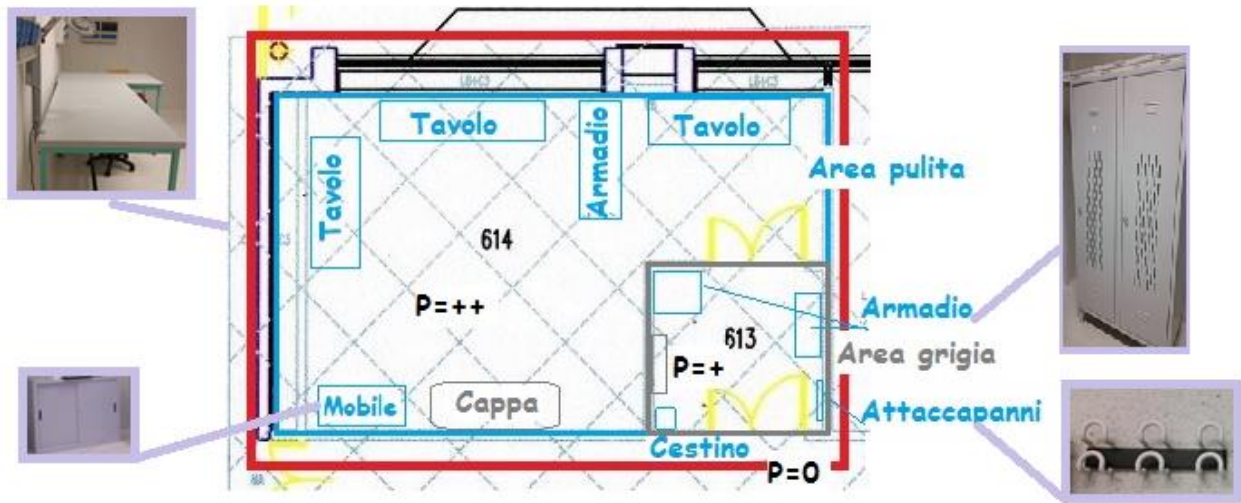 Tavolo
Armadio
Tavolo
Area pulita
Tavolo
614
P=++
613
Armadio
Area grigia
P=+
Mobile
Cappa
Attaccapanni
Cestino
P=0